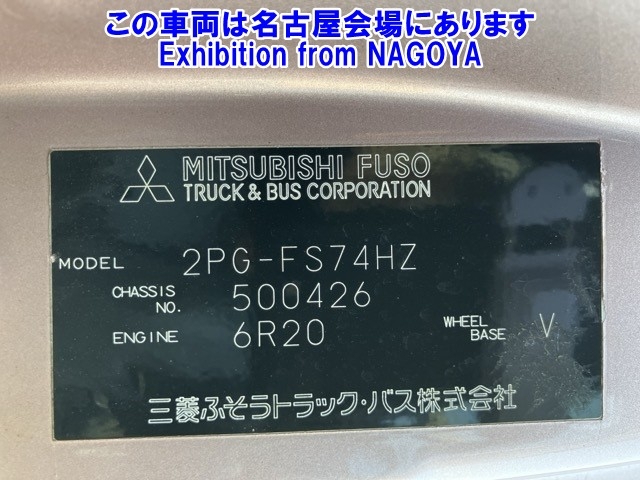 この車両は名古屋会場にあります
Exhibition from NAGOYA
MITSUBISHI FUSO
TRUCK & BUS CORPORATION
MODEL 2PG-FS74HZ
CHASSIS NO. 500426
ENGINE 6R20 WHEEL BASE V
三菱ふそうトラック・バス株式会社